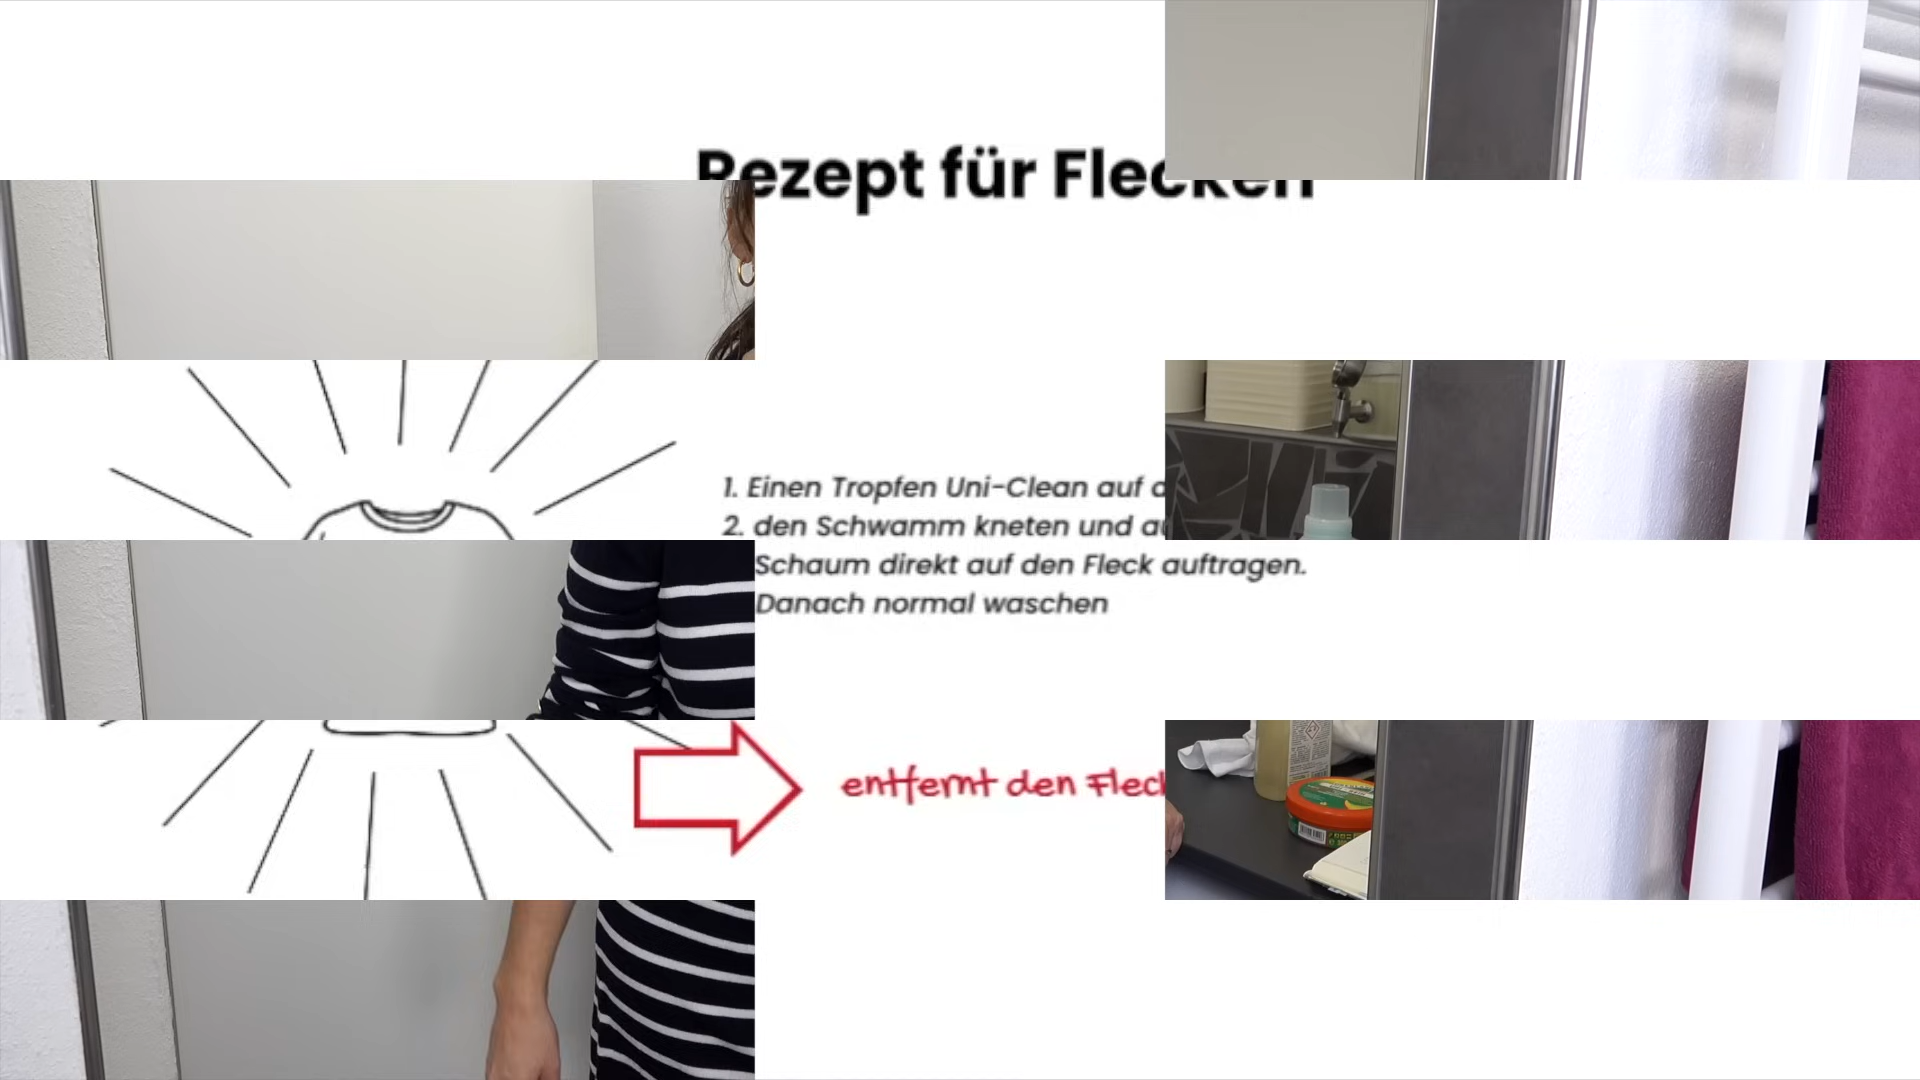 Rezept für Flecken
1. Einen Tropfen Uni-Clean auf
2. den Schwamm kneten und
Schaum direkt auf den Fleck auftragen.
Danach normal waschen
entfernt den Fleck